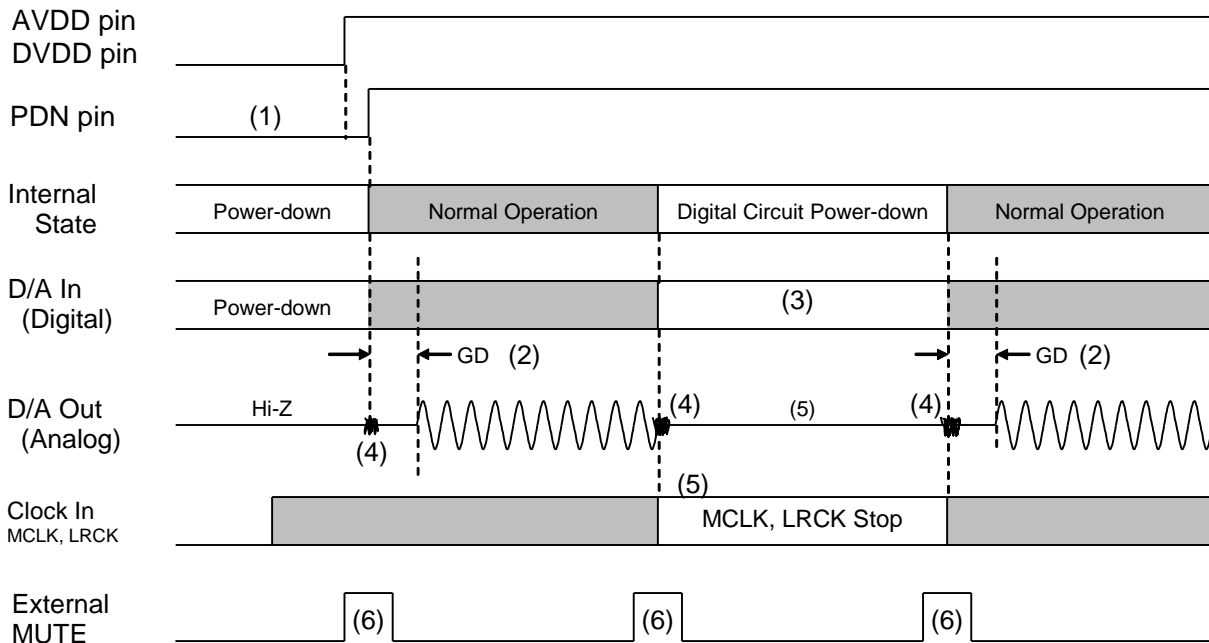 AVDD pin
DVDD pin
PDN pin
(1)
Internal
State
Power-down
Normal Operation
Digital Circuit Power-down
Normal Operation
D/A In
(Digital)
Power-down
(3)
GD (2)
GD (2)
D/A Out
(Analog)
Hi-Z
(4)
(4)
(5)
(4)
Clock In
MCLK, LRCK
(5)
MCLK, LRCK Stop
External
MUTE
(6)
(6)
(6)